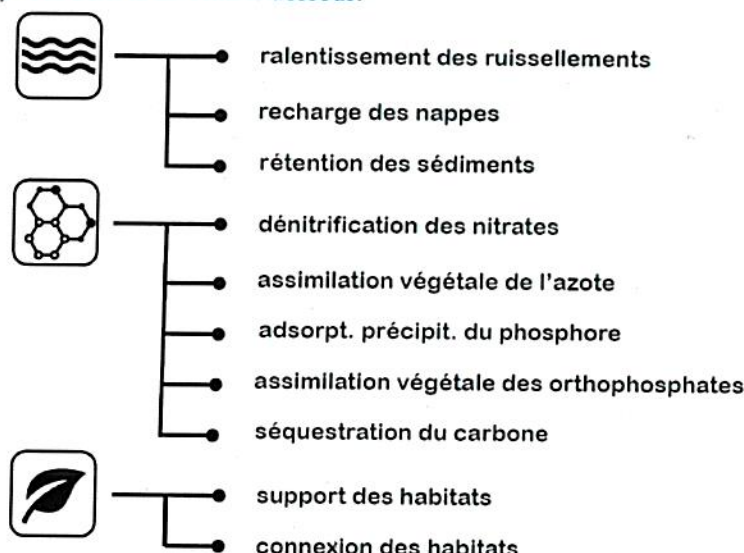 ralentissement des ruissellements
recharge des nappes
rétention des sédiments
dénitrification des nitrates
assimilation végétale de l'azote
adsorpt. précipit. du phosphore
assimilation végétale des orthophosphates
séquestration du carbone
support des habitats
connexion des habitats